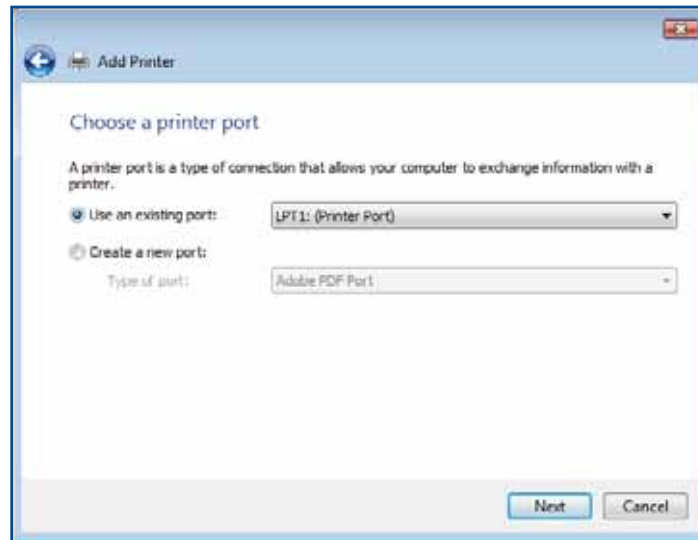 Add Printer
Choose a printer port
A printer port is a type of connection that allows your computer to exchange information with a
printer.
Use an existing port: LPT1: (Printer Port)
Create a new port:
Type of port: Adobe PDF Port
Next Cancel